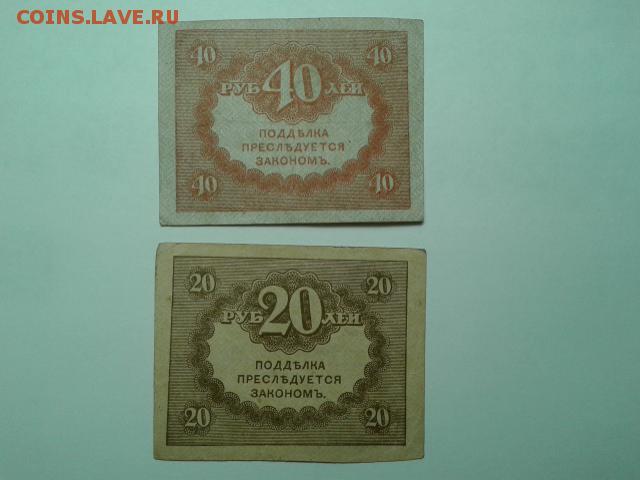 COINS.LAVE.RU
40 40
РУБ 40 ЛЕЙ
ПОДДѢЛКА
ПРЕСЛѢДУЕТСЯ
ЗАКОНОМЪ.
40 40
20 20
РУБ 20 ЛЕЙ
ПОДДѢЛКА
ПРЕСЛѢДУЕТСЯ
ЗАКОНОМЪ.
20 20